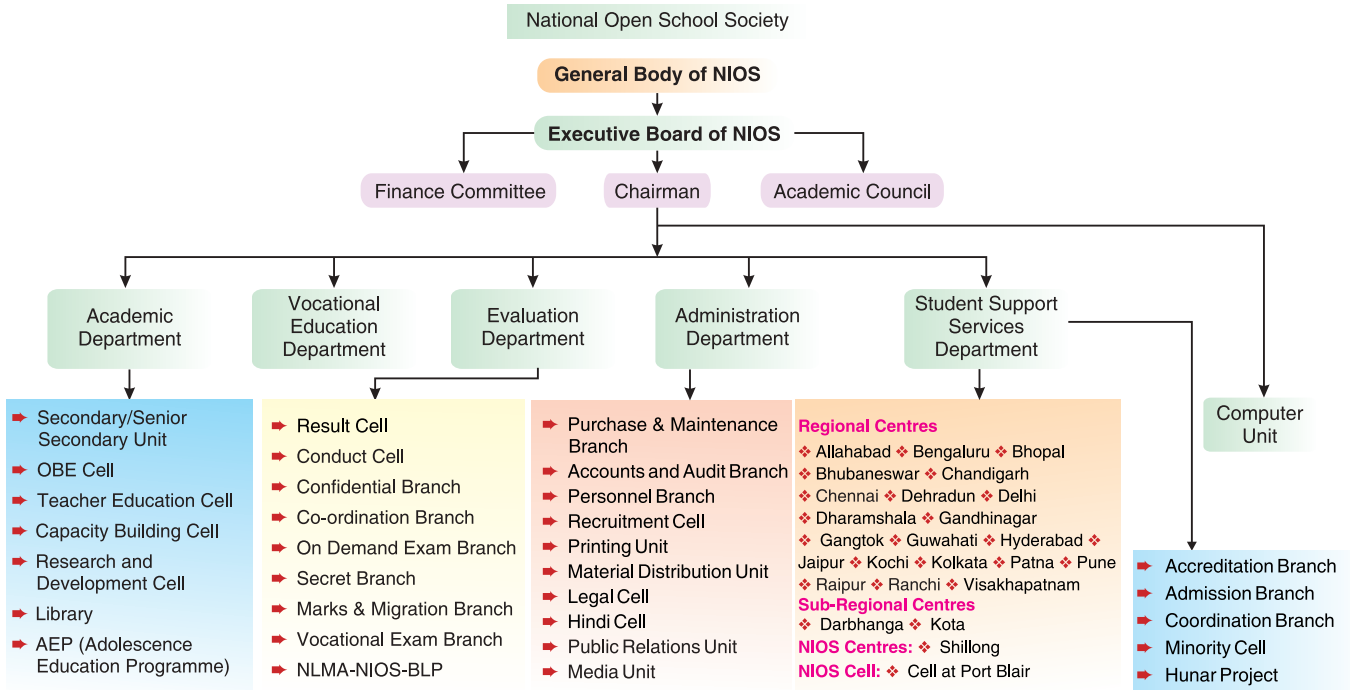 National Open School Society
General Body of NIOS
Executive Board of NIOS
Finance Committee
Chairman
Academic Council
Academic
Department
Vocational
Education
Department
Evaluation
Department
Administration
Department
Student Support
Services
Department
Computer
Unit
Secondary/Senior
Secondary Unit
OBE Cell
Teacher Education Cell
Capacity Building Cell
Research and
Development Cell
Library
AEP (Adolescence
Education Programme)
Result Cell
Conduct Cell
Confidential Branch
Co-ordination Branch
On Demand Exam Branch
Secret Branch
Marks & Migration Branch
Vocational Exam Branch
NLMA-NIOS-BLP
Purchase & Maintenance
Branch
Accounts and Audit Branch
Personnel Branch
Recruitment Cell
Printing Unit
Material Distribution Unit
Legal Cell
Hindi Cell
Public Relations Unit
Media Unit
Regional Centres
❖ Allahabad ❖ Bengaluru ❖ Bhopal
❖ Bhubaneswar ❖ Chandigarh
❖ Chennai ❖ Dehradun ❖ Delhi
❖ Dharamshala ❖ Gandhinagar
❖ Gangtok ❖ Guwahati ❖ Hyderabad ❖
Jaipur ❖ Kochi ❖ Kolkata ❖ Patna ❖ Pune
❖ Raipur ❖ Ranchi ❖ Visakhapatnam
Sub-Regional Centres
❖ Darbhanga ❖ Kota
NIOS Centres: ❖ Shillong
NIOS Cell: ❖ Cell at Port Blair
Accreditation Branch
Admission Branch
Coordination Branch
Minority Cell
Hunar Project